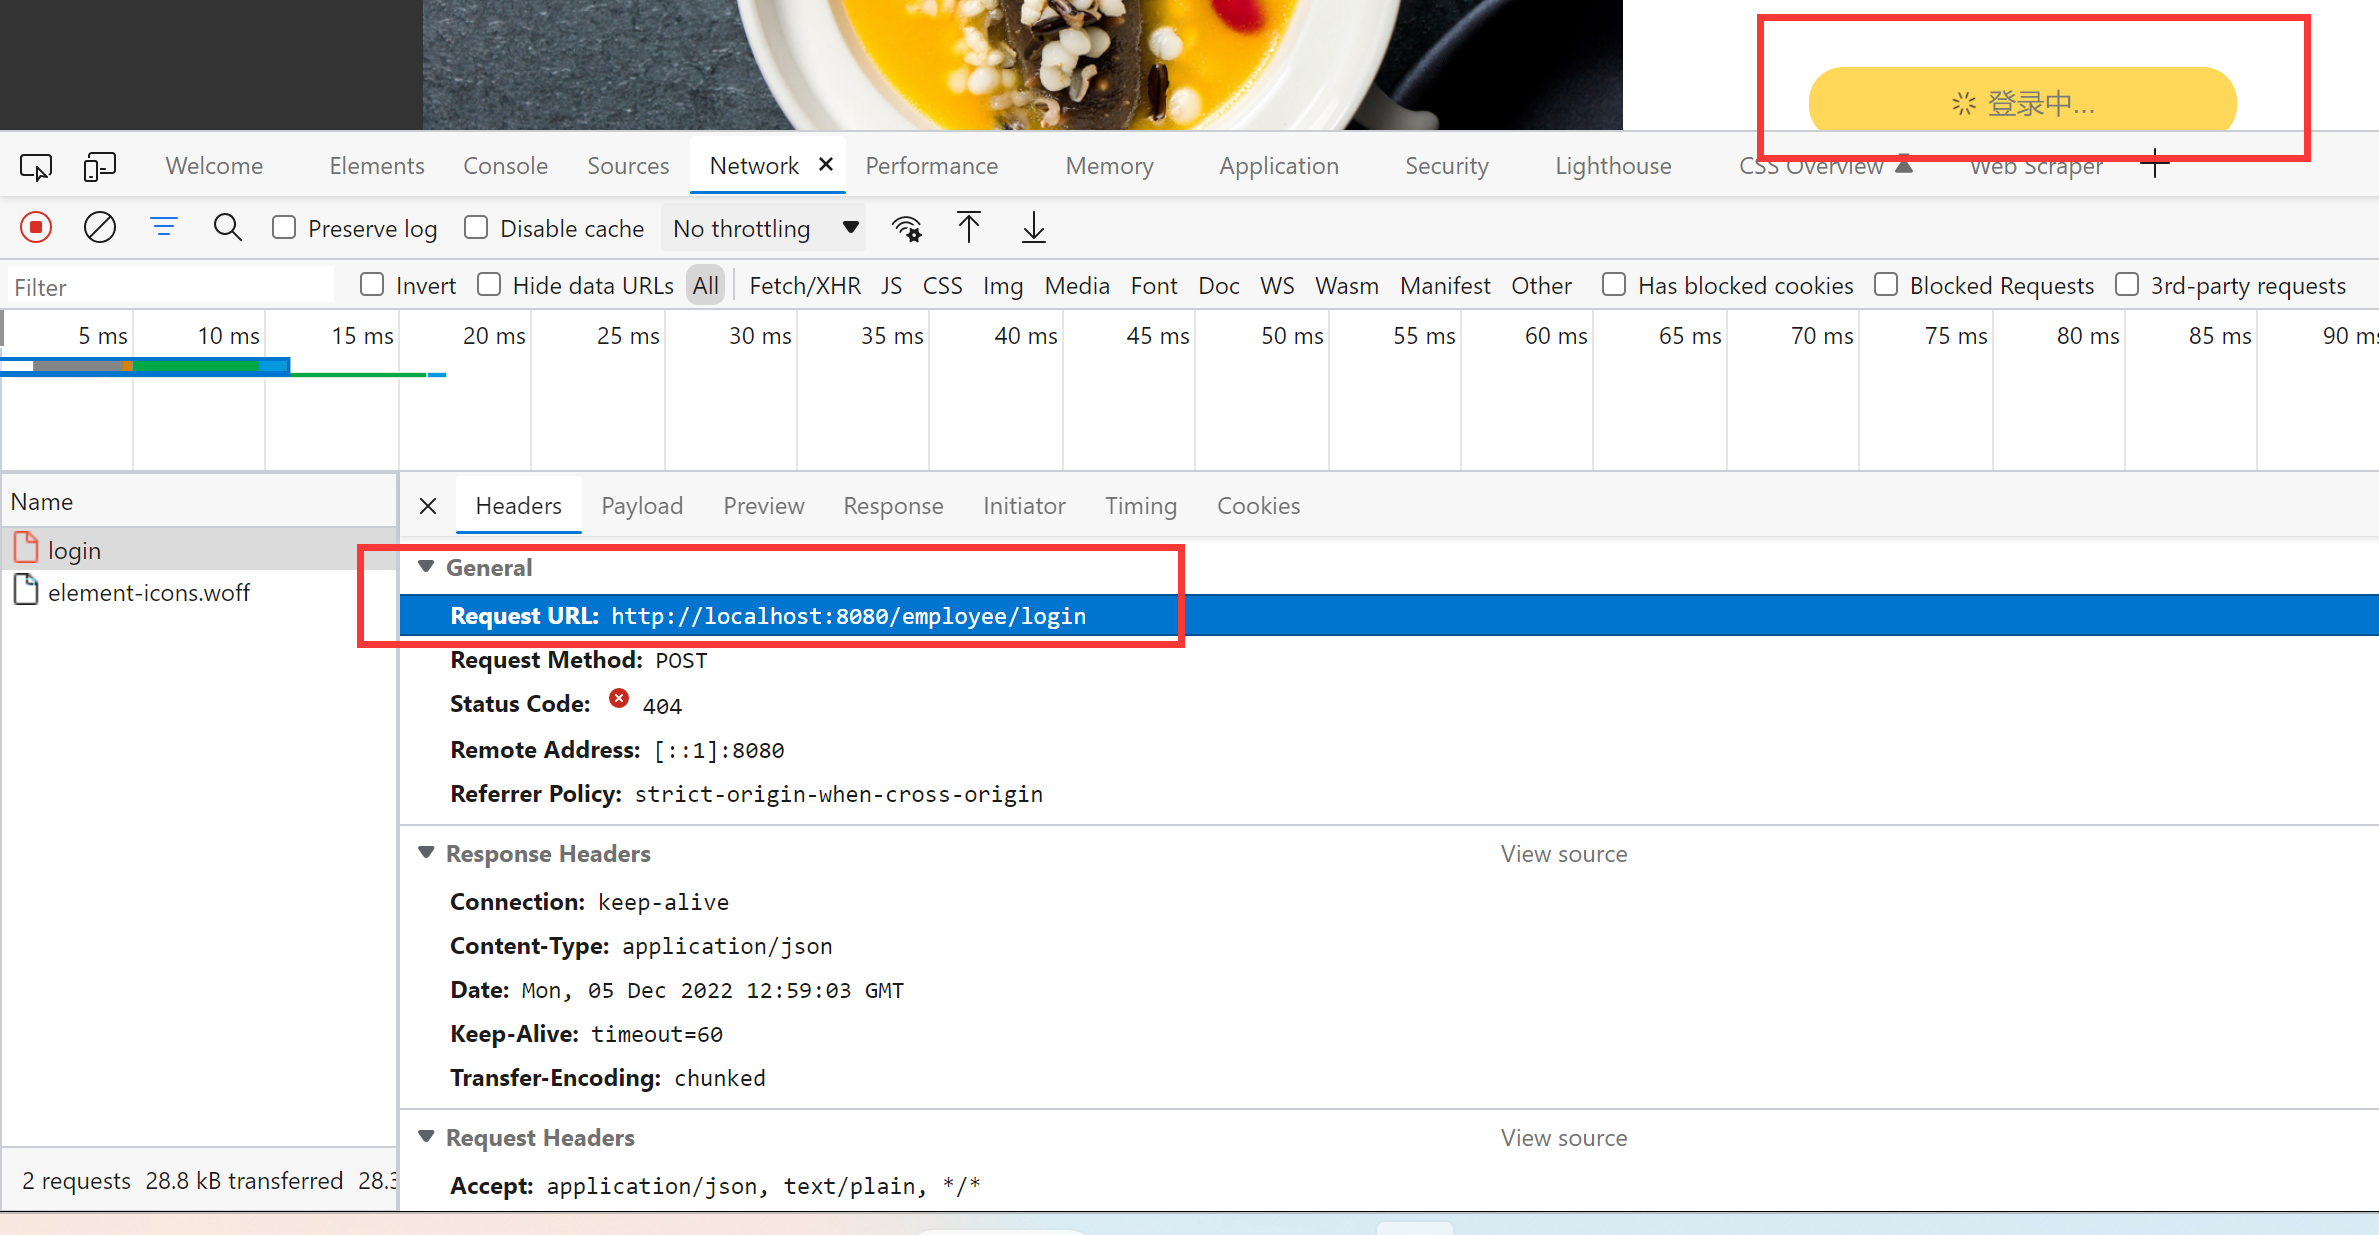 登录中...
Welcome Elements Console Sources Network Performance Memory Application Security Lighthouse CSS Overview Web Scraper
Preserve log Disable cache No throttling
Filter Invert Hide data URLs All Fetch/XHR JS CSS Img Media Font Doc WS Wasm Manifest Other Has blocked cookies Blocked Requests 3rd-party requests
5 ms 10 ms 15 ms 20 ms 25 ms 30 ms 35 ms 40 ms 45 ms 50 ms 55 ms 60 ms 65 ms 70 ms 75 ms 80 ms 85 ms 90 ms
Name
login
element-icons.woff
Headers Payload Preview Response Initiator Timing Cookies
General
Request URL: http://localhost:8080/employee/login
Request Method: POST
Status Code: 404
Remote Address: [::1]:8080
Referrer Policy: strict-origin-when-cross-origin
Response Headers View source
Connection: keep-alive
Content-Type: application/json
Date: Mon, 05 Dec 2022 12:59:03 GMT
Keep-Alive: timeout=60
Transfer-Encoding: chunked
Request Headers View source
Accept: application/json, text/plain, */*
2 requests 28.8 kB transferred 28.3